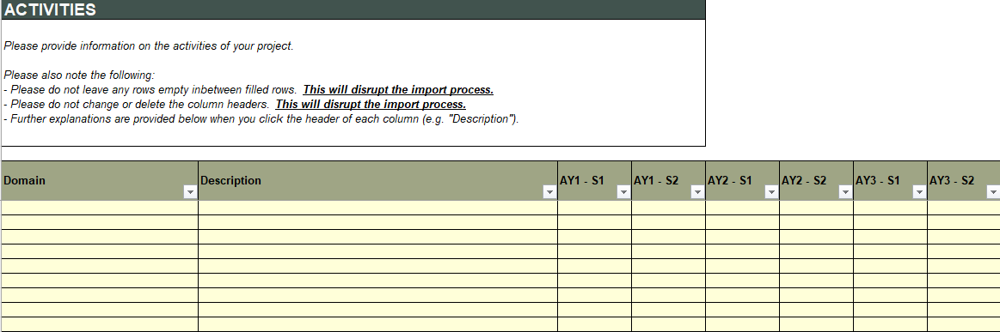 ACTIVITIES
Please provide information on the activities of your project.
Please also note the following:
- Please do not leave any rows empty inbetween filled rows.  This will disrupt the import process.
- Please do not change or delete the column headers.  This will disrupt the import process.
- Further explanations are provided below when you click the header of each column (e.g. "Description").
Domain Description AY1 - S1 AY1 - S2 AY2 - S1 AY2 - S2 AY3 - S1 AY3 - S2